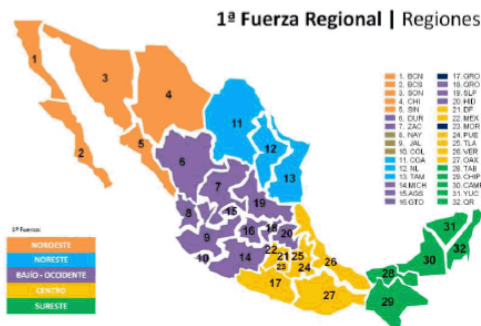 1ª Fuerza Regional | Regiones
1. BCN
2. BCS
3. SON
4. CHI
5. SIN
6. DUR
7. ZAC
8. NAY
9. JAL
10. COL
11. COA
12. NL
13. TAM
14. MICH
15. AGS
16. GTO
17. GRO
18. QRO
19. SLP
20. HID
21. DF
22. MEX
23. MOR
24. PUE
25. TLA
26. VER
27. OAX
28. TAB
29. CHIP
30. CAM
31. YUC
32. QR
1
2
3
4
5
6
7
8
9
10
11
12
13
14
15
16
17
18
19
20
21
22
23
24
25
26
27
28
29
30
31
32
1ª Fuerzas
NOROESTE
NORESTE
BAJÍO - OCCIDENTE
CENTRO
SURESTE